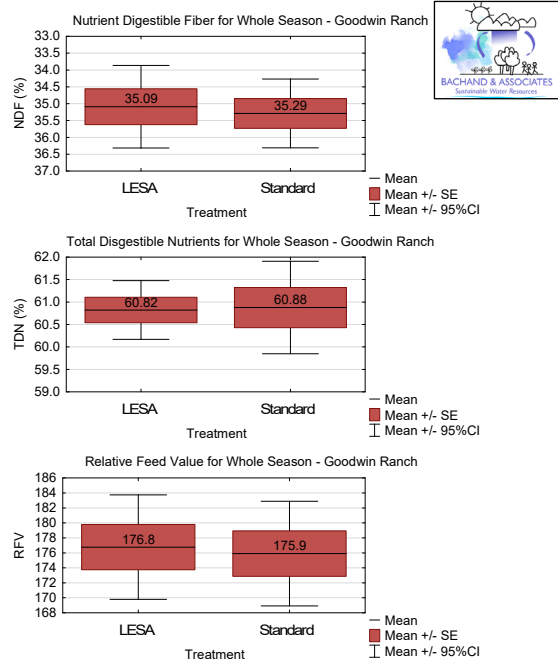 Nutrient Digestible Fiber for Whole Season - Goodwin Ranch
33.0
33.5
34.0
34.5
35.0
35.5
36.0
36.5
37.0
NDF (%)
35.09
35.29
LESA
Standard
Treatment
Mean
Mean +/- SE
Mean +/- 95%CI
BACHAND & ASSOCIATES
Sustainable Water Resources
Total Disgestible Nutrients for Whole Season - Goodwin Ranch
62.0
61.5
61.0
60.5
60.0
59.5
59.0
TDN (%)
60.82
60.88
LESA
Standard
Treatment
Mean
Mean +/- SE
Mean +/- 95%CI
Relative Feed Value for Whole Season - Goodwin Ranch
186
184
182
180
178
176
174
172
170
168
RFV
176.8
175.9
LESA
Standard
Treatment
Mean
Mean +/- SE
Mean +/- 95%CI